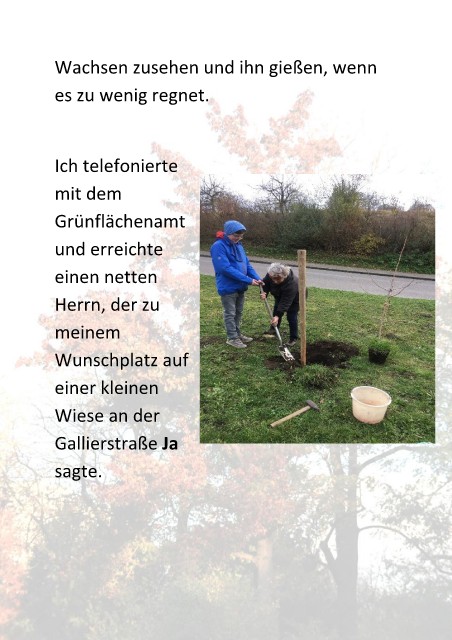 Wachsen zusehen und ihn gießen, wenn
es zu wenig regnet.
Ich telefonierte
mit dem
Grünflächenamt
und erreichte
einen netten
Herrn, der zu
meinem
Wunschplatz auf
einer kleinen
Wiese an der
Gallierstraße Ja
sagte.